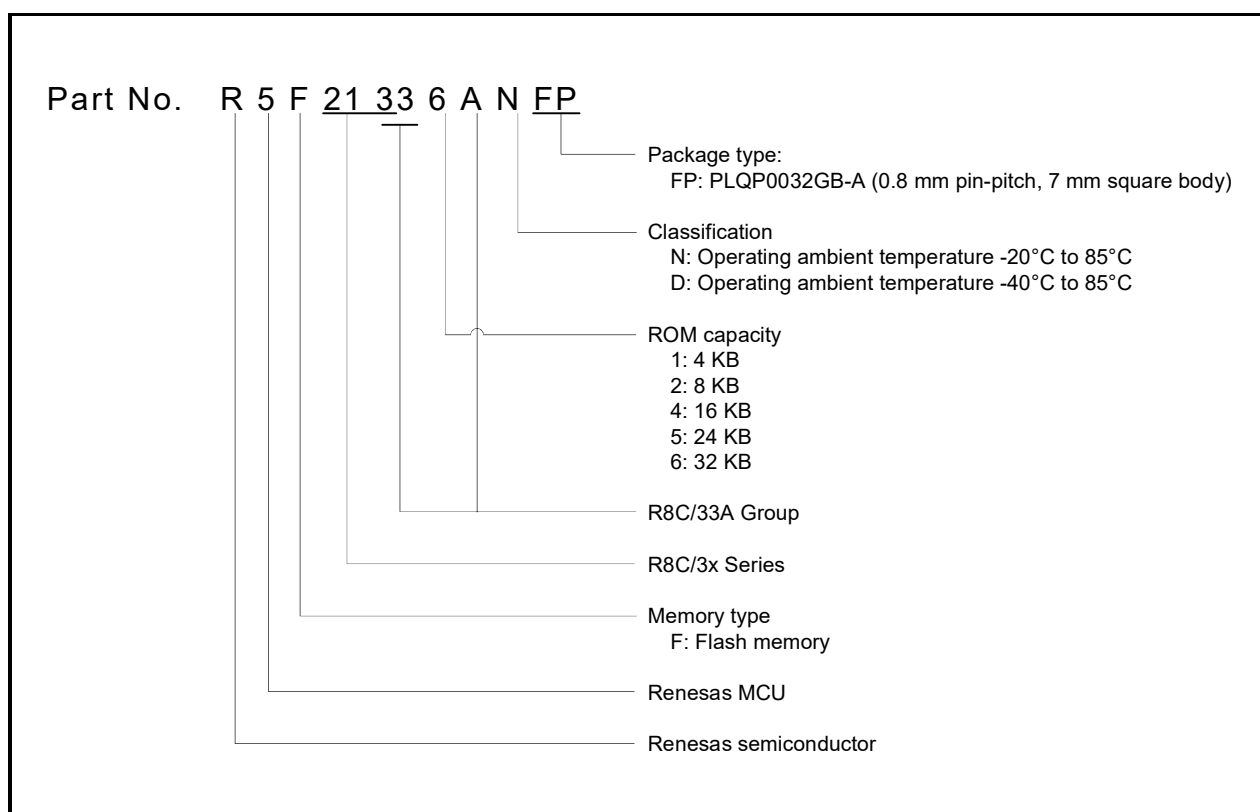 Part No. R 5 F 21 33 6 A N FP
Package type:
FP: PLQP0032GB-A (0.8 mm pin-pitch, 7 mm square body)
Classification
N: Operating ambient temperature -20°C to 85°C
D: Operating ambient temperature -40°C to 85°C
ROM capacity
1: 4 KB
2: 8 KB
4: 16 KB
5: 24 KB
6: 32 KB
R8C/33A Group
R8C/3x Series
Memory type
F: Flash memory
Renesas MCU
Renesas semiconductor